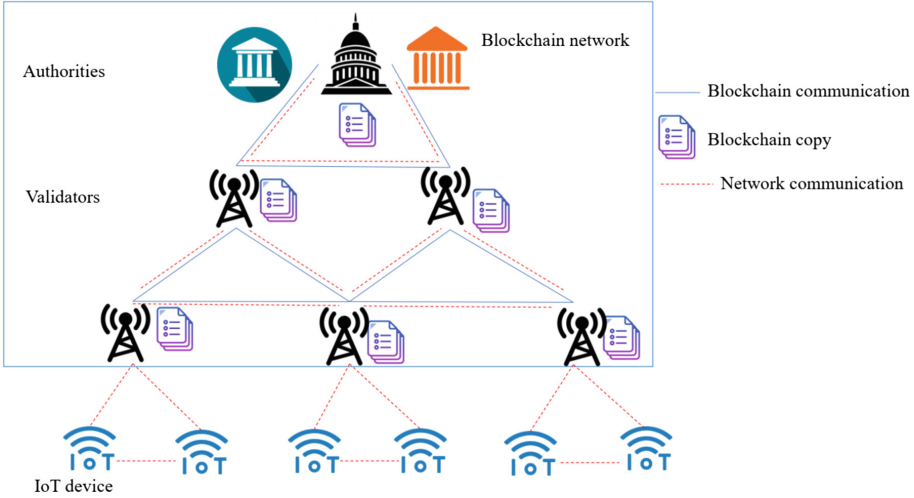 Blockchain network
Authorities
Blockchain communication
Blockchain copy
Network communication
Validators
IoT
IoT
IoT
IoT
IoT
IoT
IoT device